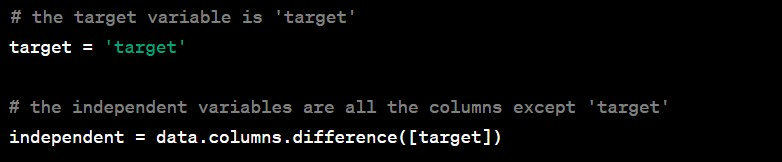 # the target variable is 'target'
target = 'target'
# the independent variables are all the columns except 'target'
independent = data.columns.difference([target])